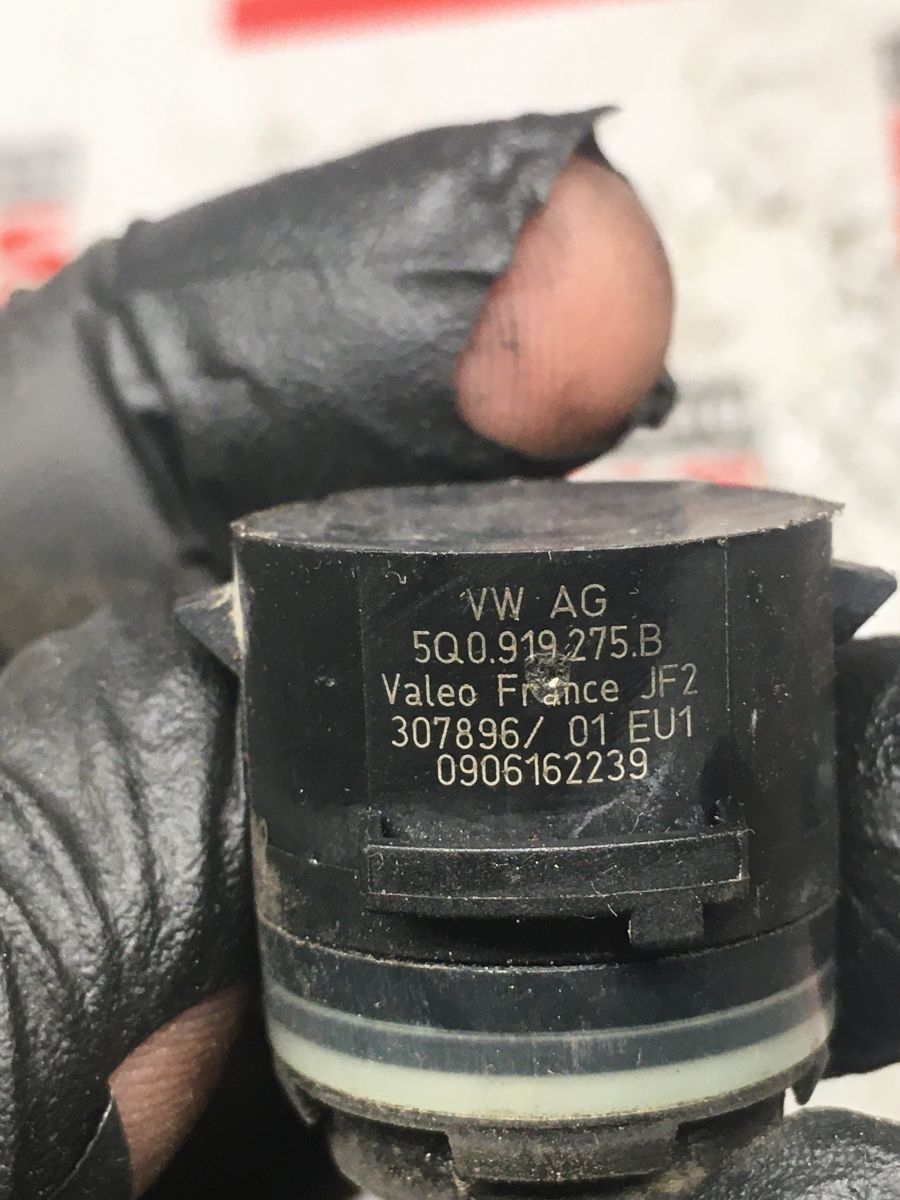 VW AG
5Q0.919.275.B
Valeo France JF2
307896/ 01 EU1
0906162239